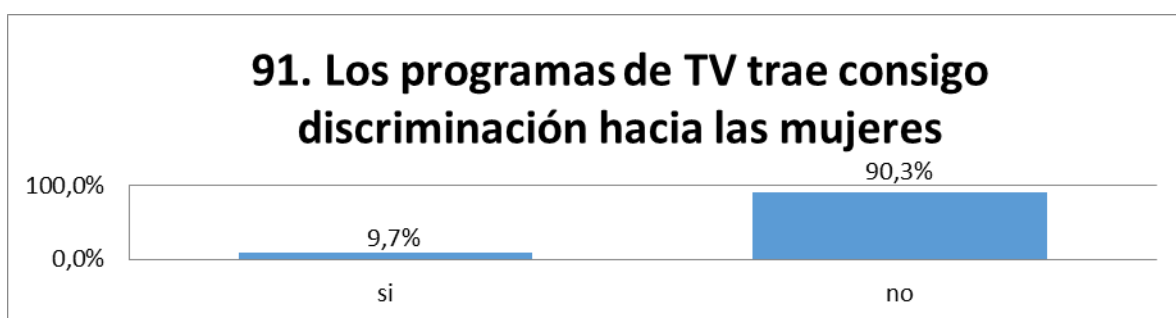 91. Los programas de TV trae consigo
discriminación hacia las mujeres
90,3%
100,0%
9,7%
0,0%
si
no